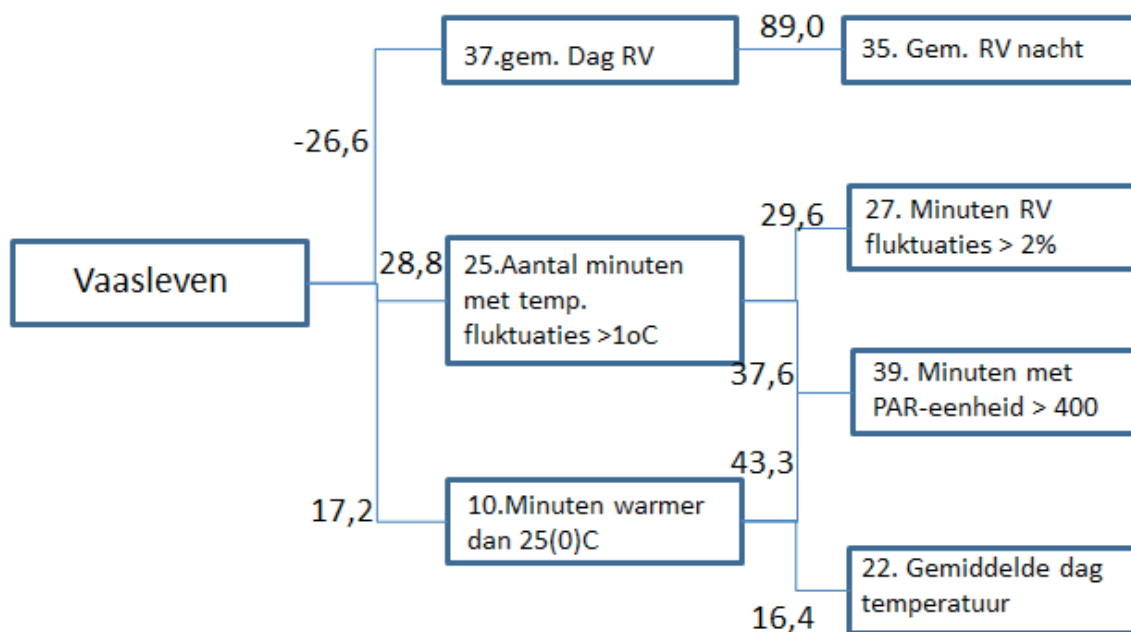 89,0
37.gem. Dag RV
35. Gem. RV nacht
-26,6
29,6
27. Minuten RV
fluktuaties > 2%
Vaasleven
28,8
25.Aantal minuten
met temp.
fluktuaties >1oC
37,6
39. Minuten met
PAR-eenheid > 400
43,3
17,2
10.Minuten warmer
dan 25(0)C
22. Gemiddelde dag
temperatuur
16,4